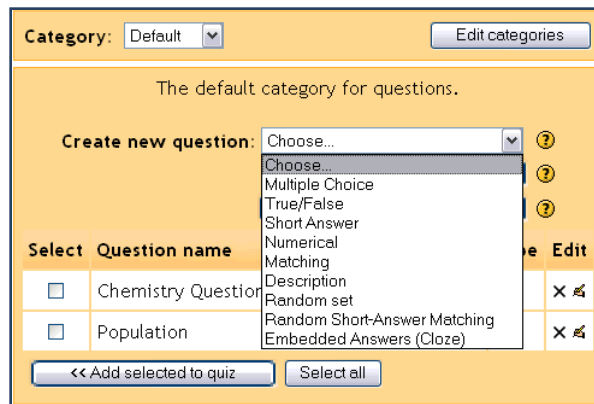 Category: Default Edit categories
The default category for questions.
Create new question: Choose...
Choose...
Multiple Choice
True/False
Short Answer
Numerical
Matching
Description
Random set
Random Short-Answer Matching
Embedded Answers (Cloze)
Select Question name Edit
Chemistry Question
Population
<< Add selected to quiz Select all